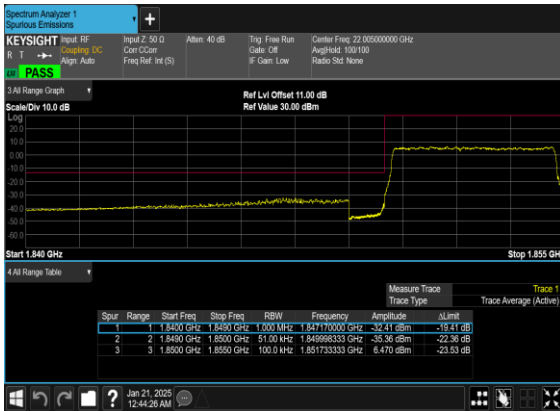 Spectrum Analyzer 1
Spurious Emissions
+
KEYSIGHT Input: RF Input Z: 50 Ω Atten: 40 dB Trig: Free Run Center Freq: 22.005000000 GHz
R T Coupling: DC Corr CCorr Gate: Off Avg|Hold: 100/100
Align: Auto Freq Ref: Int (S) IF Gain: Low Radio Std: None
PASS
3 All Range Graph
Ref Lvl Offset 11.00 dB
Scale/Div 10.0 dB Ref Value 30.00 dBm
Log
20.0
10.0
0.00
-10.0
-20.0
-30.0
-40.0
-50.0
-60.0
Start 1.840 GHz Stop 1.855 GH
4 All Range Table
Measure Trace Trace 1
Trace Type Trace Average (Active)
Spur Range Start Freq Stop Freq RBW Frequency Amplitude ΔLimit
1 1 1.8400 GHz 1.8490 GHz 1.000 MHz 1.847170000 GHz -32.41 dBm -19.41 dB
2 2 1.8490 GHz 1.8500 GHz 51.00 kHz 1.849998333 GHz -35.36 dBm -22.36 dB
3 3 1.8500 GHz 1.8550 GHz 100.0 kHz 1.851733333 GHz 6.470 dBm -23.53 dB
? Jan 21, 2025
12:44:26 AM